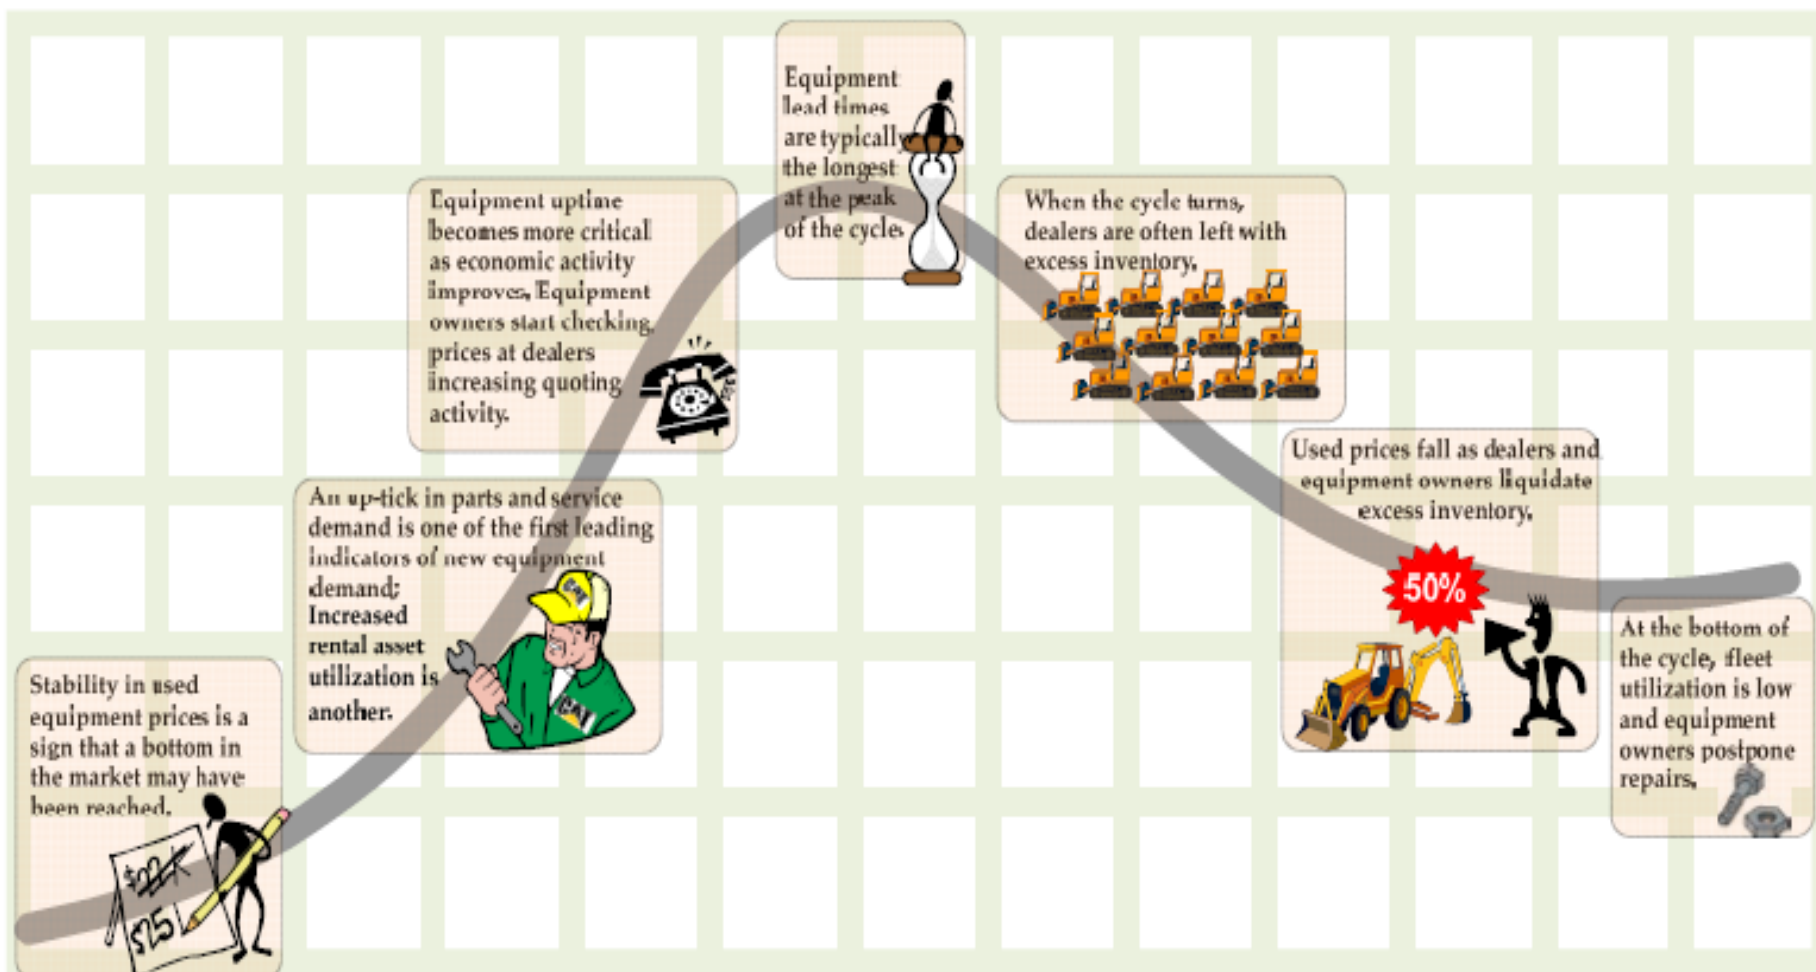 Stability in used
equipment prices is a
sign that a bottom in
the market may have
been reached.
$22K
$25
An up-tick in parts and service
demand is one of the first leading
indicators of new equipment
demand;
Increased
rental asset
utilization is
another.
CAT
CAT
Equipment uptime
becomes more critical
as economic activity
improves. Equipment
owners start checking
prices at dealers
increasing quoting
activity.
Equipment
lead times
are typically
the longest
at the peak
of the cycle.
When the cycle turns,
dealers are often left with
excess inventory.
Used prices fall as dealers and
equipment owners liquidate
excess inventory.
50%
At the bottom of
the cycle, fleet
utilization is low
and equipment
owners postpone
repairs.